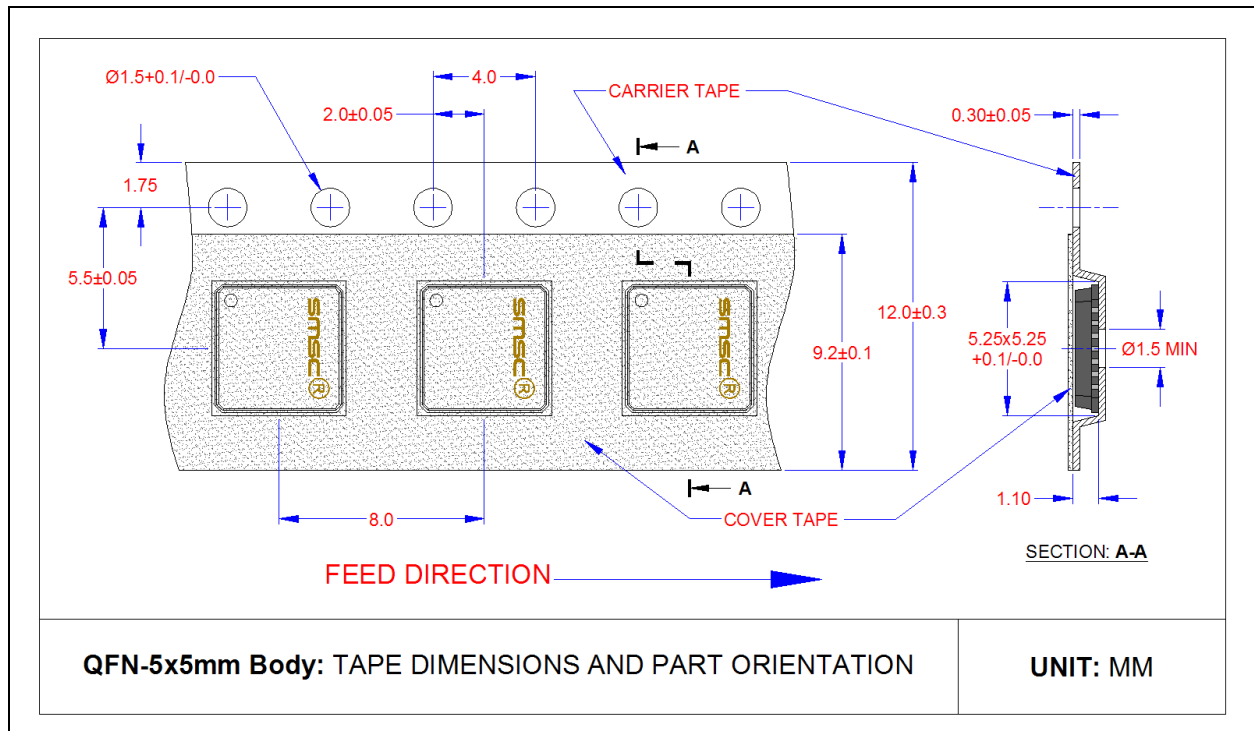 Ø1.5+0.1/-0.0
4.0
CARRIER TAPE
0.30±0.05
2.0±0.05
A
1.75
5.5±0.05
smsc®
smsc®
smsc®
12.0±0.3
9.2±0.1
5.25x5.25
+0.1/-0.0
Ø1.5 MIN
A
1.10
8.0
COVER TAPE
SECTION: A-A
FEED DIRECTION
QFN-5x5mm Body: TAPE DIMENSIONS AND PART ORIENTATION
UNIT: MM